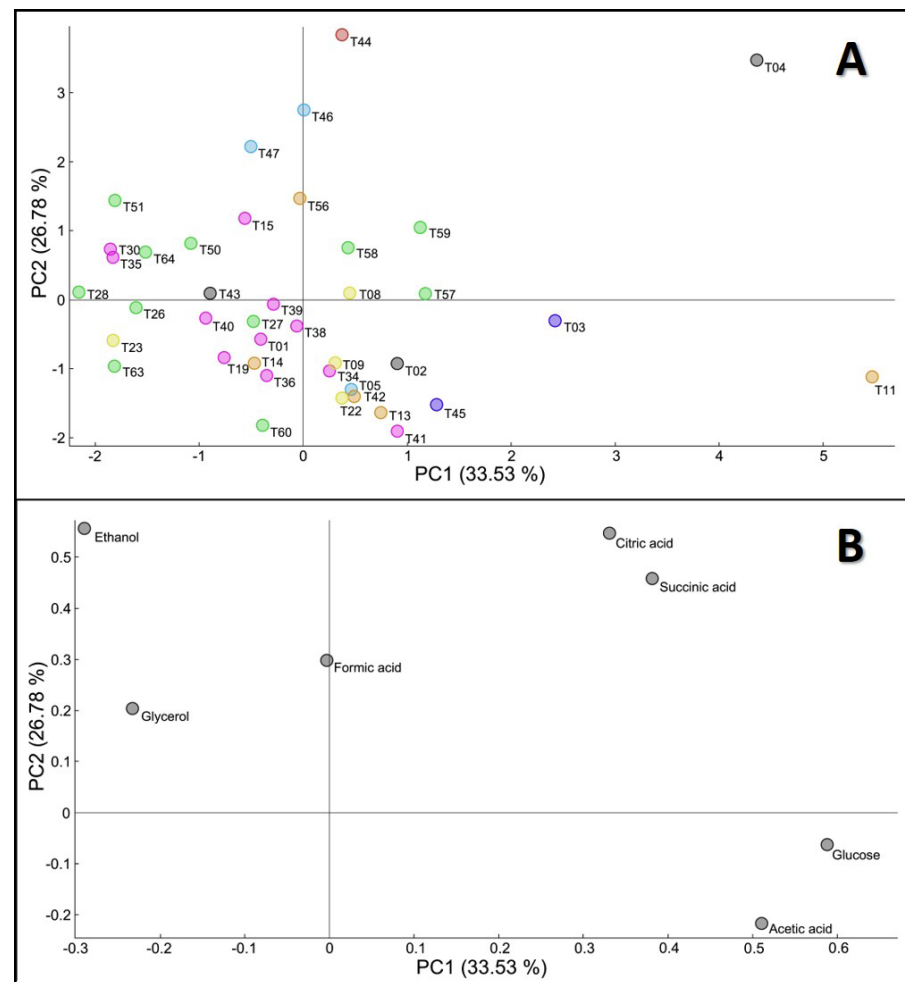 A
PC2 (26.78 %)
3
2
1
0
-1
-2
T44
T04
T46
T47
T51
T56
T15
T59
T30
T35
T64
T50
T58
T28
T43
T08
T57
T26
T39
T40
T27
T38
T03
T23
T01
T63
T19
T14
T36
T09
T34
T02
T11
T05
T42
T22
T45
T13
T60
T41
-2 -1 0 1 2 3 4 5
PC1 (33.53 %)
B
PC2 (26.78 %)
0.5
0.4
0.3
0.2
0.1
0
-0.1
-0.2
Ethanol
Citric acid
Succinic acid
Formic acid
Glycerol
Glucose
Acetic acid
-0.3 -0.2 -0.1 0 0.1 0.2 0.3 0.4 0.5 0.6
PC1 (33.53 %)